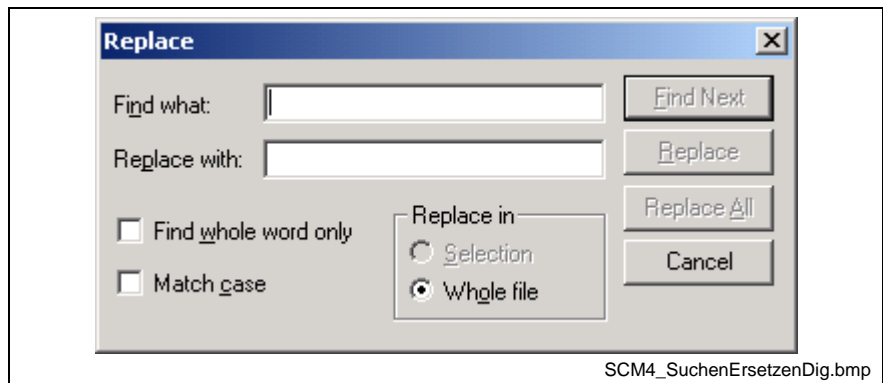 Replace
Find what:
Find Next
Replace with:
Replace
Replace in
Replace All
Find whole word only
Selection
Cancel
Match case
Whole file
SCM4_SuchenErsetzenDig.bmp